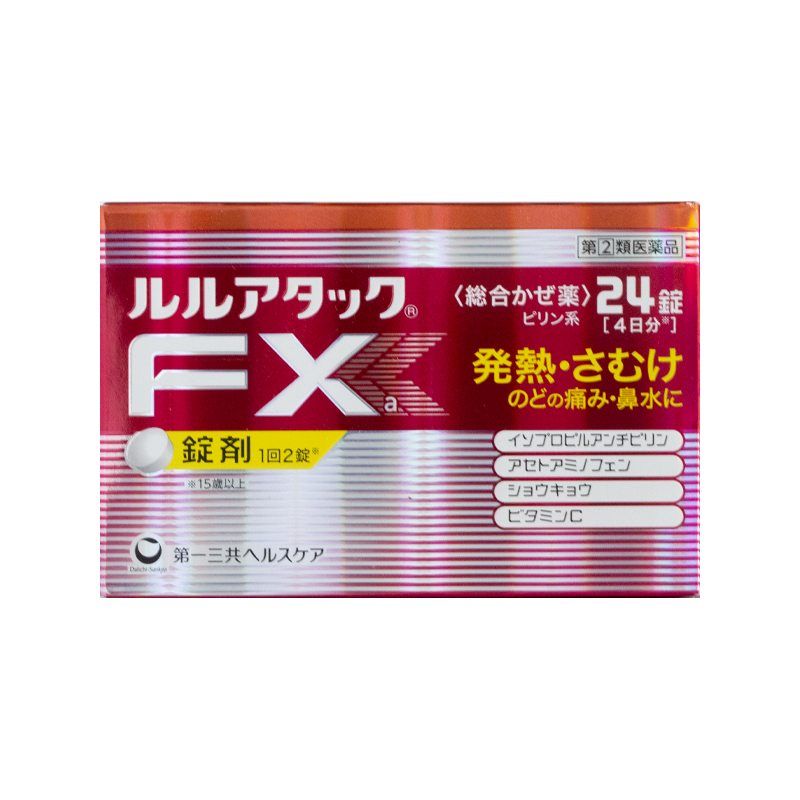 第②類医薬品
ルルアタック®
FXa
〈総合かぜ薬〉
ピリン系
24錠
[4日分※]
発熱・さむけ
のどの痛み・鼻水に
錠剤 1回2錠※
※15歳以上
イソプロピルアンチピリン
アセトアミノフェン
ショウキョウ
ビタミンC
Daiichi-Sankyo
第一三共ヘルスケア